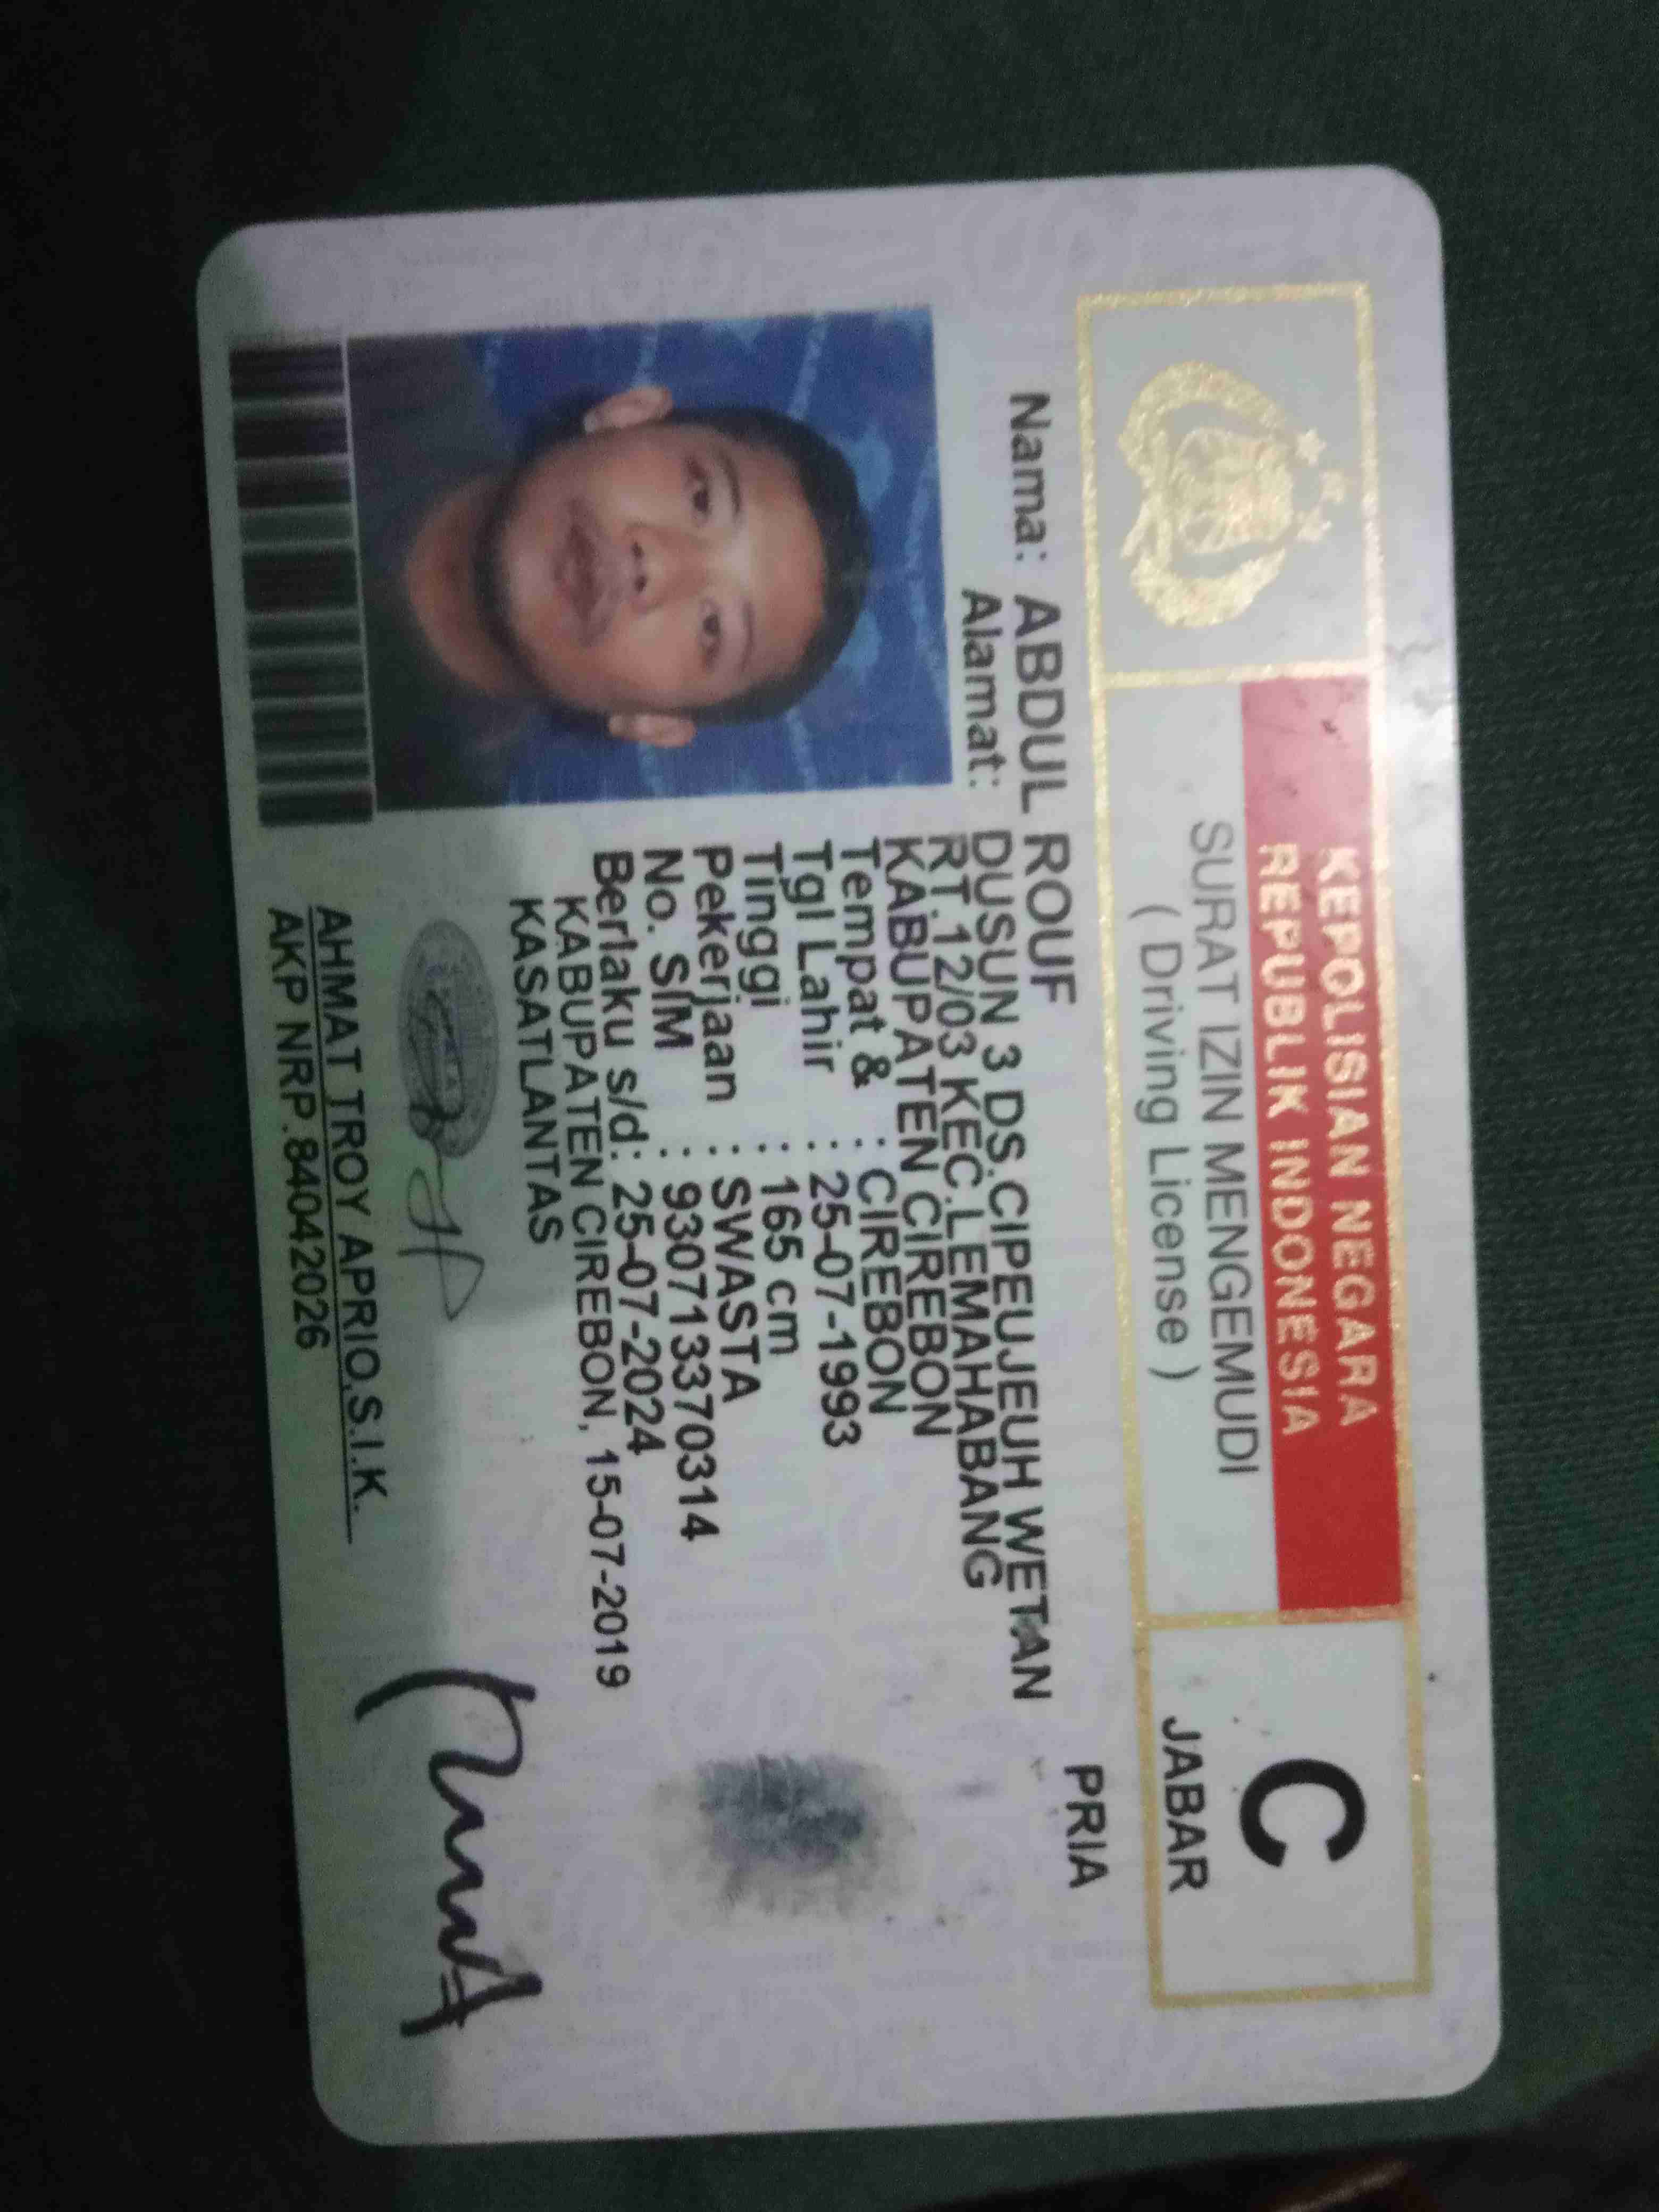 KEPOLISIAN NEGARA
REPUBLIK INDONESIA
SURAT IZIN MENGEMUDI
( Driving License )
C
JABAR
PRIA
Nama: ABDUL ROUF
Alamat: DUSUN 3 DS.CIPEUJEUH WETAN
RT.12/03 KEC.LEMAHABANG
KABUPATEN CIREBON
Tempat & : CIREBON
Tgl Lahir : 25-07-1993
Tinggi : 165 cm
Pekerjaan : SWASTA
No. SIM : 930713370314
Berlaku s/d: 25-07-2024
KABUPATEN CIREBON, 15-07-2019
KASATLANTAS
AHMAT TROY APRIO,S.I.K.
AKP NRP.84042026